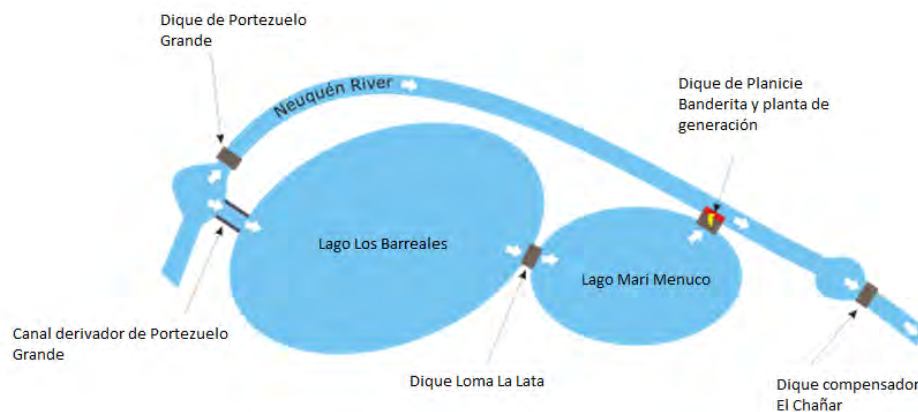 Dique de Portezuelo
Grande
Neuquén River
Dique de Planicie
Banderita y planta de
generación
Lago Los Barreales
Lago Marí Menuco
Canal derivador de Portezuelo
Grande
Dique Loma La Lata
Dique compensador
El Chañar